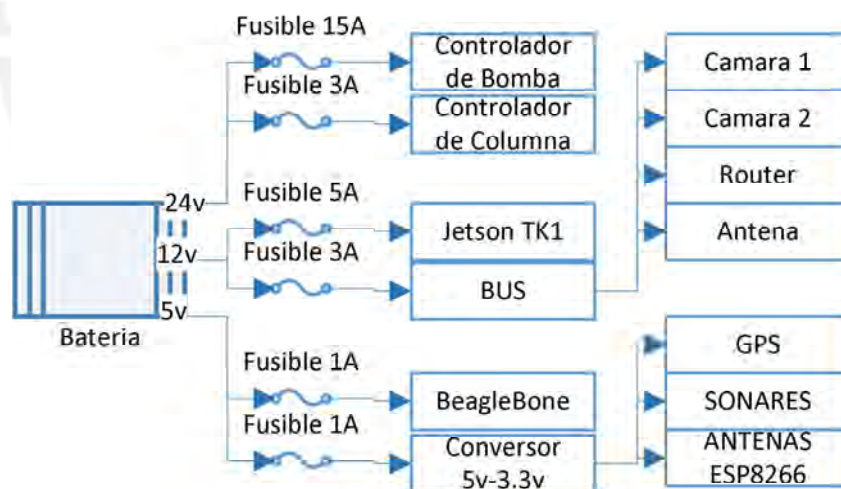 Fusible 15A
Controlador
de Bomba
Camara 1
Fusible 3A
Controlador
de Columna
Camara 2
Router
24v
Fusible 5A
Jetson TK1
Antena
12v
Fusible 3A
BUS
5v
Bateria
GPS
Fusible 1A
BeagleBone
SONARES
Fusible 1A
Conversor
5v-3.3v
ANTENAS
ESP8266